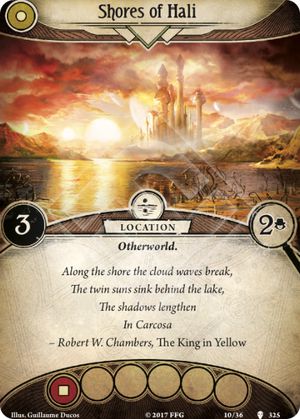 Shores of Hali
3
LOCATION
2
Otherworld.
Along the shore the cloud waves break,
The twin suns sink behind the lake,
The shadows lengthen
In Carcosa
– Robert W. Chambers, The King in Yellow
Illus. Guillaume Ducos
© 2017 FFG
10/36
325